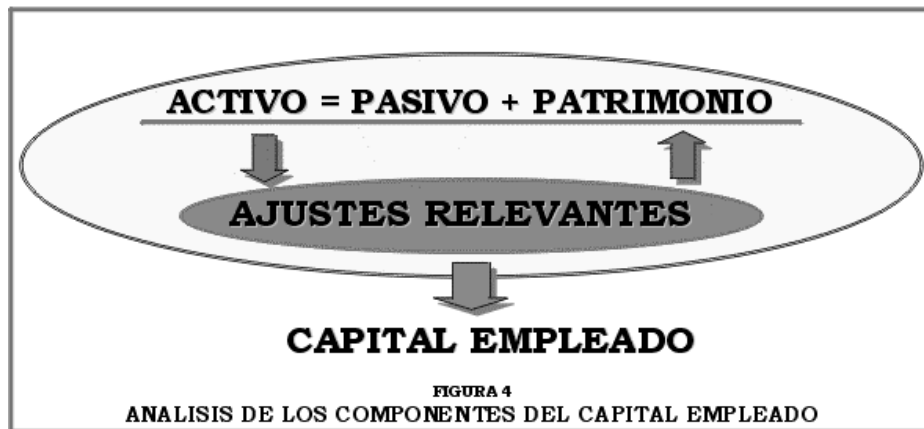 ACTIVO = PASIVO + PATRIMONIO
AJUSTES RELEVANTES
CAPITAL EMPLEADO
FIGURA 4
ANALISIS DE LOS COMPONENTES DEL CAPITAL EMPLEADO